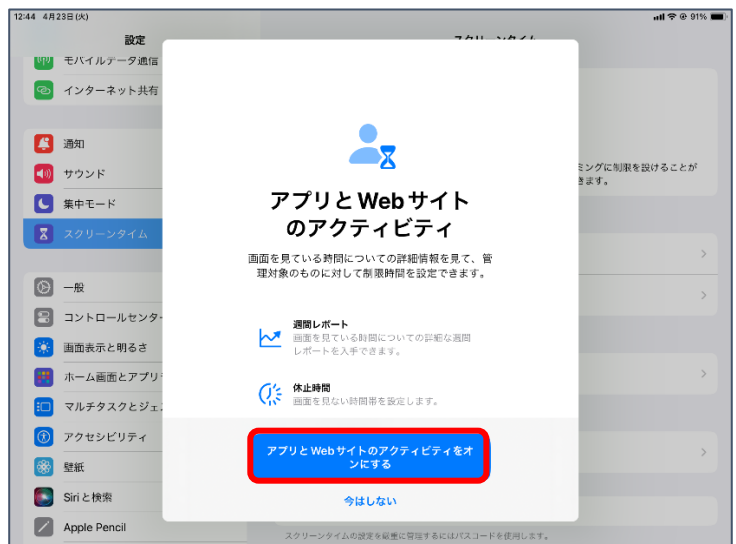 12:44 4月23日(火)
91%
設定
スクリーンタイム
モバイルデータ通信
インターネット共有
通知
サウンド
集中モード
スクリーンタイム
一般
コントロールセンター
画面表示と明るさ
ホーム画面とアプリ
マルチタスクとジェ
アクセシビリティ
壁紙
Siriと検索
Apple Pencil
ミングに制限を設けることが
きます。
アプリとWebサイト
のアクティビティ
画面を見ている時間についての詳細情報を見て、管
理対象のものに対して制限時間を設定できます。
週間レポート
画面を見ている時間についての詳細な週間
レポートを入手できます。
休止時間
画面を見ない時間帯を設定します。
アプリとWebサイトのアクティビティをオ
ンにする
今はしない
スクリーンタイムの設定を厳重に管理するにはパスコードを使用します。